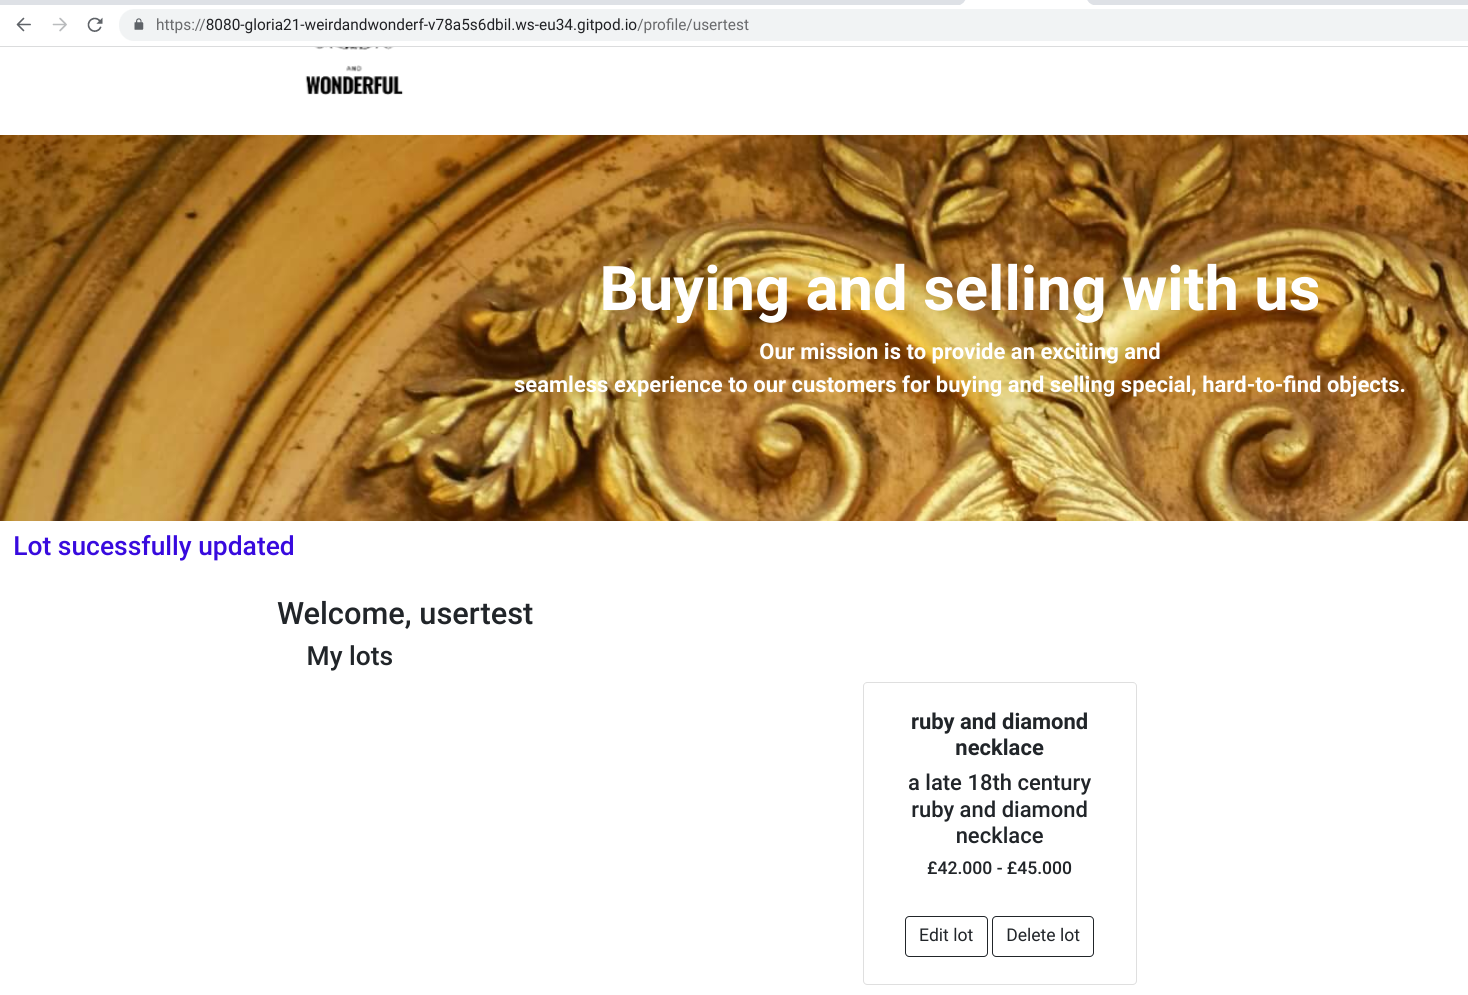 https://8080-gloria21-weirdandwonderf-v78a5s6dbil.ws-eu34.gitpod.io/profile/usertest
AND
WONDERFUL
Buying and selling with us
Our mission is to provide an exciting and
seamless experience to our customers for buying and selling special, hard-to-find objects.
Lot sucessfully updated
Welcome, usertest
My lots
ruby and diamond
necklace
a late 18th century
ruby and diamond
necklace
£42.000 - £45.000
Edit lot Delete lot